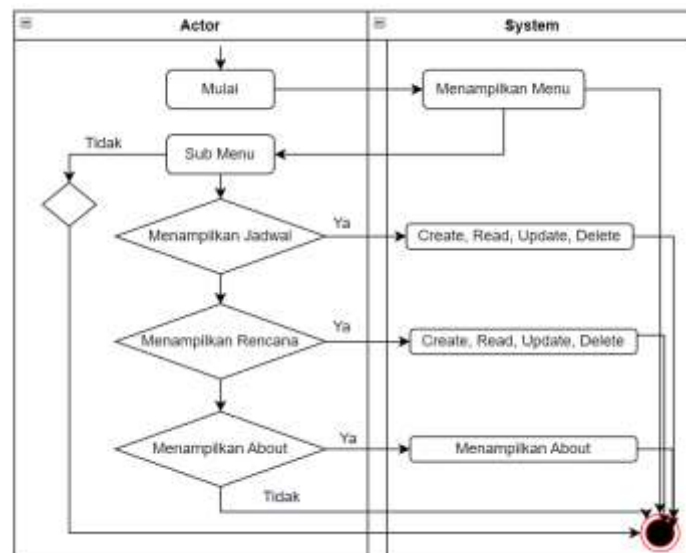 Actor
System
Mulai
Menampilkan Menu
Tidak
Sub Menu
Menampilkan Jadwal
Ya
Create, Read, Update, Delete
Menampilkan Rencana
Ya
Create, Read, Update, Delete
Menampilkan About
Ya
Menampilkan About
Tidak